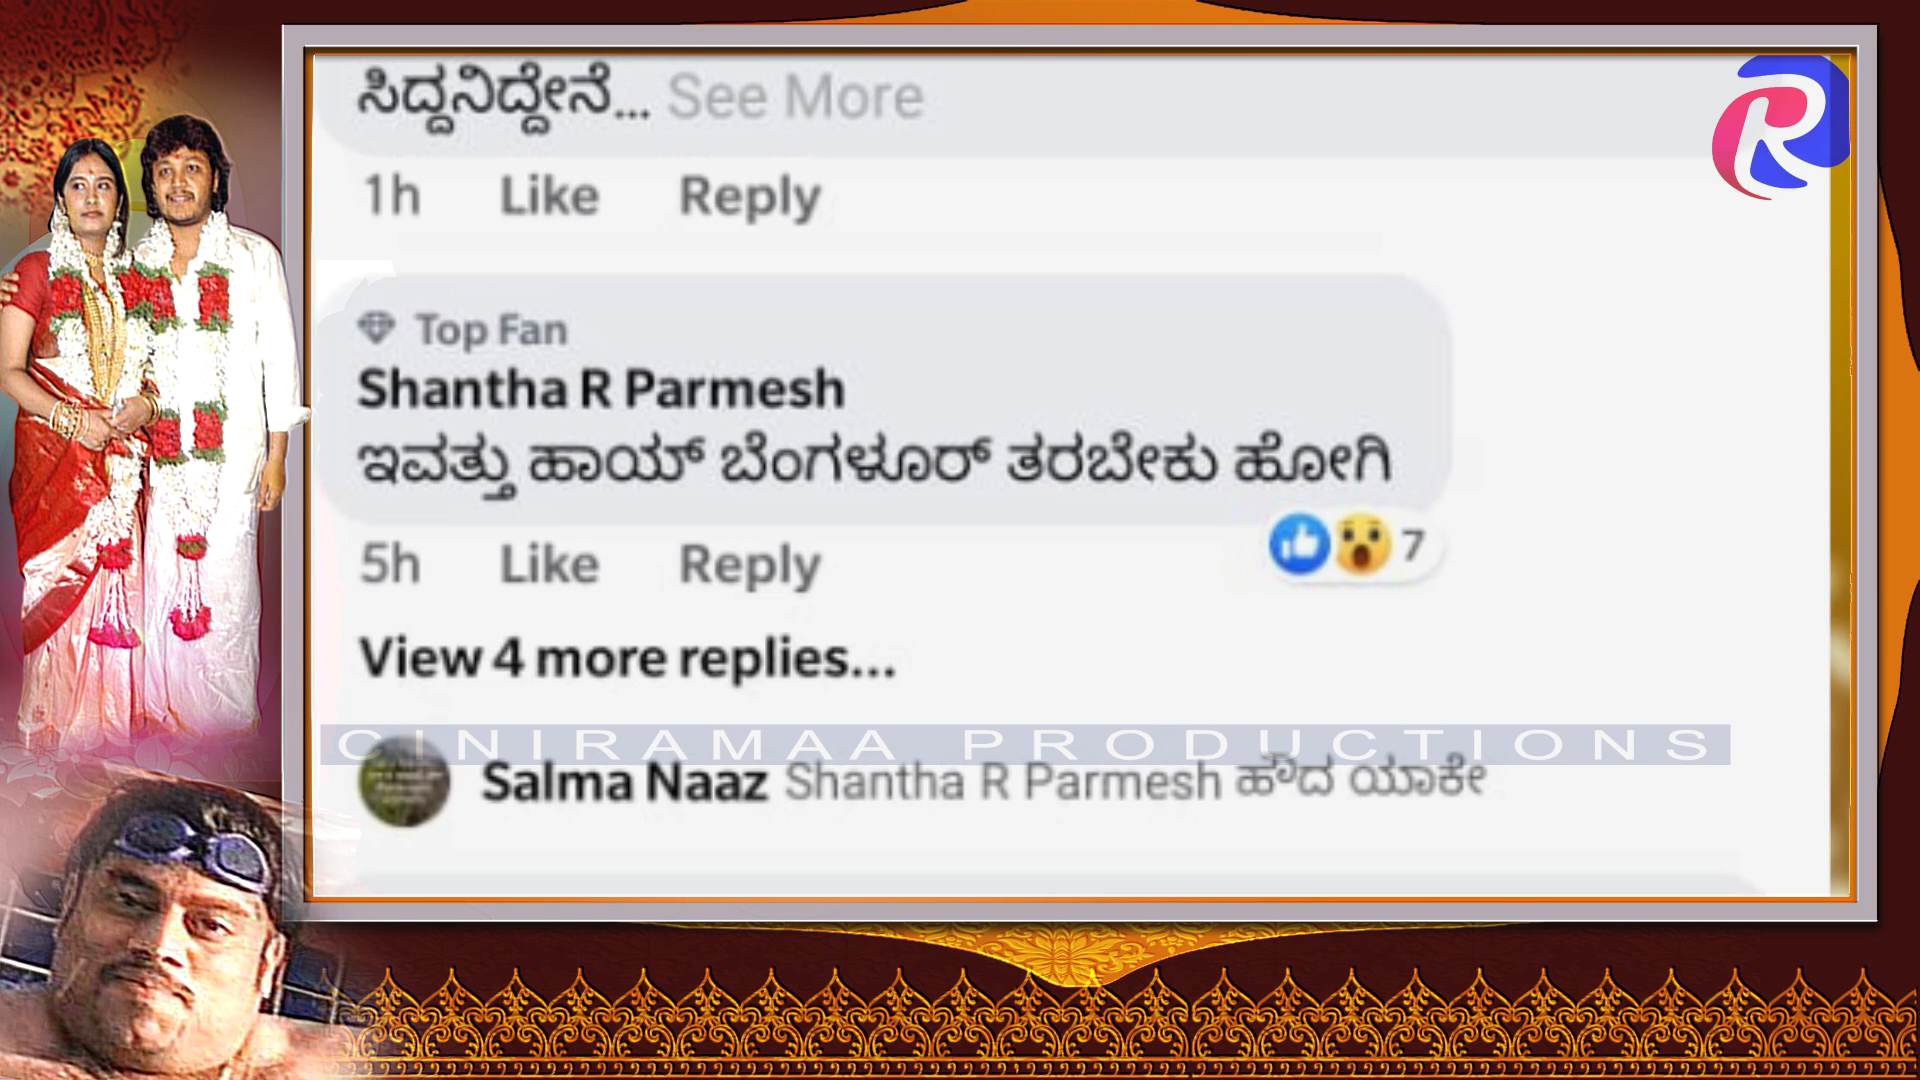 ಸಿದ್ದನಿದ್ದೇನೆ... See More
1h Like Reply
Top Fan
Shantha R Parmesh
ಇವತ್ತು ಹಾಯ್ ಬೆಂಗಳೂರ್ ತರಬೇಕು ಹೋಗಿ
7
5h Like Reply
View 4 more replies...
CINIRAMAA PRODUCTIONS
Salma Naaz Shantha R Parmesh ಹೌದ ಯಾಕೇ